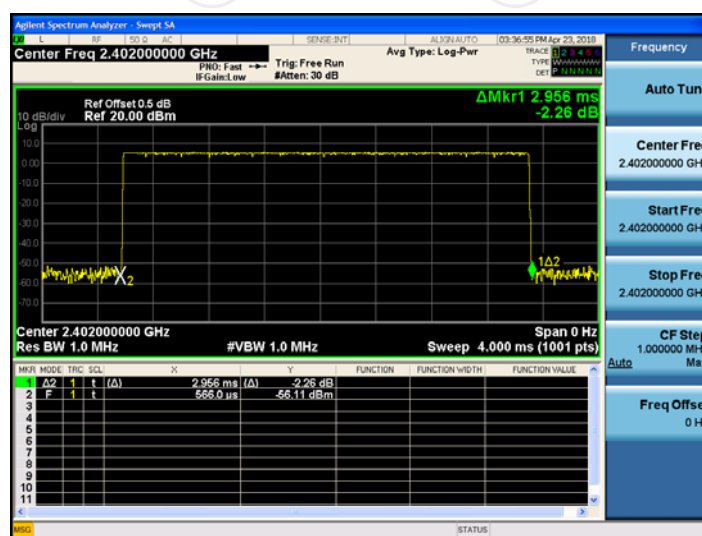 Agilent Spectrum Analyzer - Swept SA
L RF 50 Ω AC SENSE:INT ALIGN AUTO 03:36:55 PM Apr 23, 2018
Center Freq 2.402000000 GHz
PNO: Fast
IFGain:Low
Trig: Free Run
#Atten: 30 dB
Avg Type: Log-Pwr
TRACE 1 2 3 4 5 6
TYPE
DET P N N N N N
Ref Offset 0.5 dB
Ref 20.00 dBm
10 dB/div
Log
ΔMkr1 2.956 ms
-2.26 dB
10.0
0.00
-10.0
-20.0
-30.0
-40.0
-50.0
-60.0
-70.0
2
1Δ2
Center 2.402000000 GHz Span 0 Hz
Res BW 1.0 MHz #VBW 1.0 MHz Sweep 4.000 ms (1001 pts)
MKR MODE TRC SCL X Y FUNCTION FUNCTION WIDTH FUNCTION VALUE
1 Δ2 1 t (Δ) 2.956 ms (Δ) -2.26 dB
2 F 1 t 566.0 µs -56.11 dBm
3
4
5
6
7
8
9
10
11
MSG STATUS
Frequency
Auto Tun
Center Fre
2.402000000 GH
Start Fre
2.402000000 GH
Stop Fre
2.402000000 GH
CF Step
1.000000 MH
Auto Ma
Freq Offse
0 H